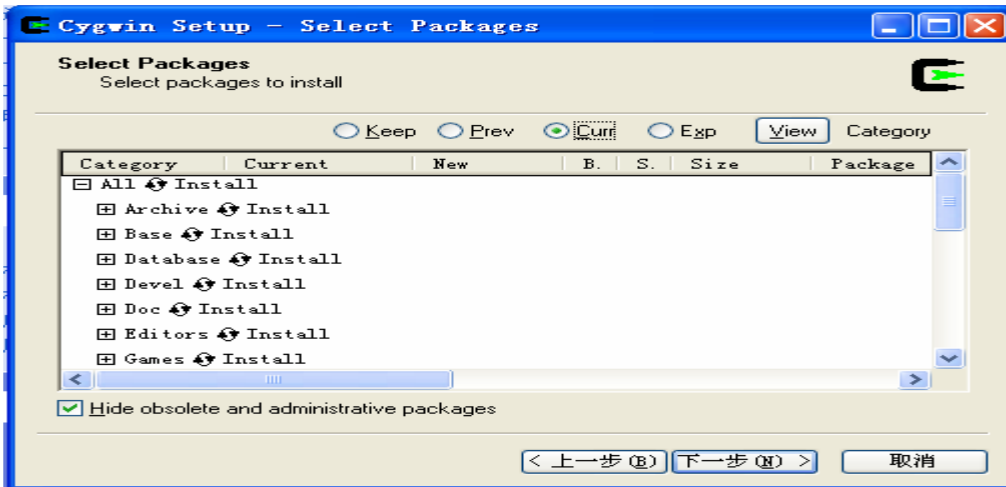 Cygwin Setup - Select Packages
Select Packages
Select packages to install
Keep Prev Curr Exp View Category
Category Current New B. S. Size Package
All Install
Archive Install
Base Install
Database Install
Devel Install
Doc Install
Editors Install
Games Install
Hide obsolete and administrative packages
< 上一步(B) 下一步(N) > 取消